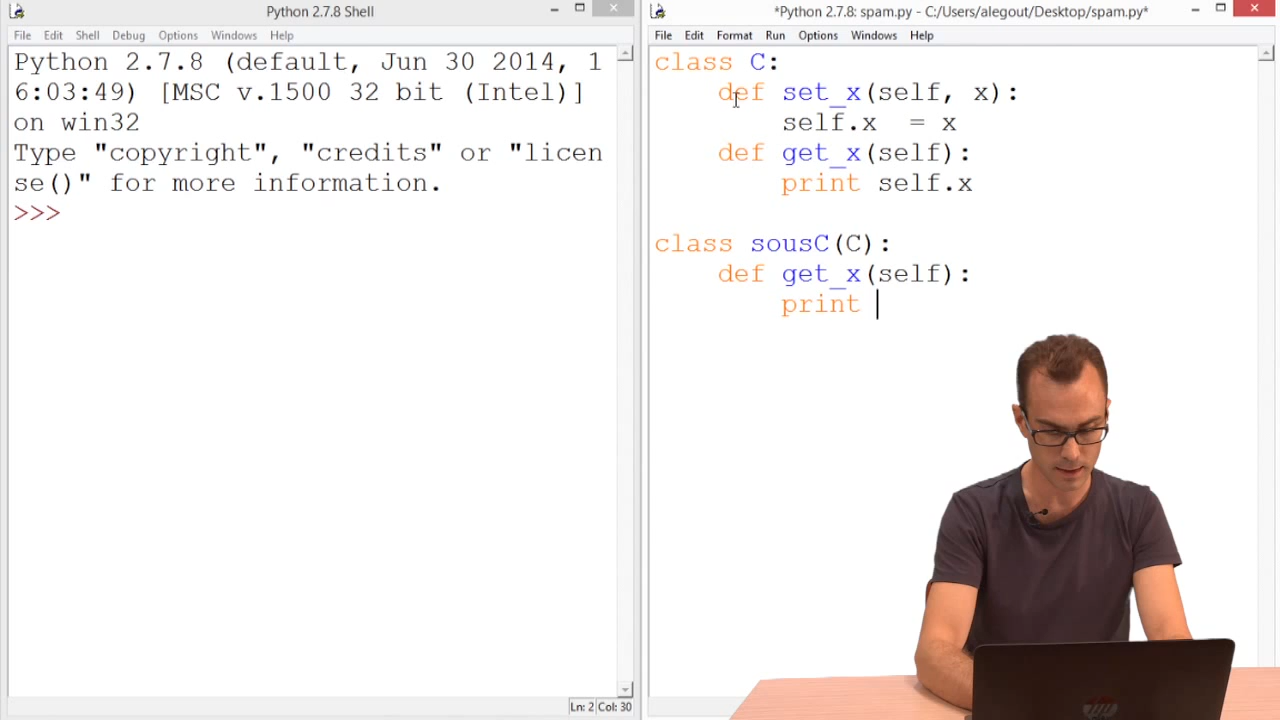 Python 2.7.8 Shell
File Edit Shell Debug Options Windows Help
Python 2.7.8 (default, Jun 30 2014, 1
6:03:49) [MSC v.1500 32 bit (Intel)]
on win32
Type "copyright", "credits" or "licen
se()" for more information.
>>>
Ln: 2 Col: 30
*Python 2.7.8: spam.py - C:/Users/alegout/Desktop/spam.py*
File Edit Format Run Options Windows Help
class C:
    def set_x(self, x):
        self.x  = x
    def get_x(self):
        print self.x
class sousC(C):
    def get_x(self):
        print
hp